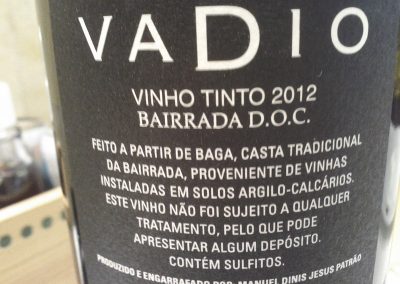 VADIO
VINHO TINTO 2012
BAIRRADA D.O.C.
FEITO A PARTIR DE BAGA, CASTA TRADICIONAL
DA BAIRRADA, PROVENIENTE DE VINHAS
INSTALADAS EM SOLOS ARGILO-CALCÁRIOS.
ESTE VINHO NÃO FOI SUJEITO A QUALQUER
TRATAMENTO, PELO QUE PODE
APRESENTAR ALGUM DEPÓSITO.
CONTÉM SULFITOS.
PRODUZIDO E ENGARRAFADO POR: MANUEL DINIS JESUS PATRÃO